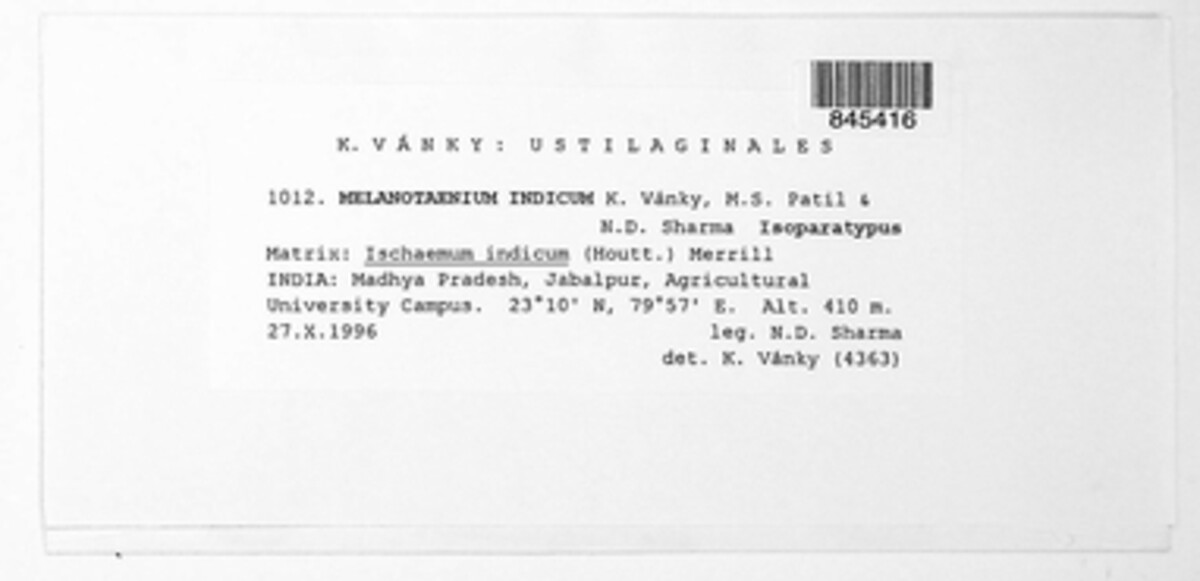 845416
K. VÁNKY: USTILAGINALES
1012. MELANOTAENIUM INDICUM K. Vánky, M.S. Patil &
N.D. Sharma Isoparatypus
Matrix: Ischaemum indicum (Houtt.) Merrill
INDIA: Madhya Pradesh, Jabalpur, Agricultural
University Campus. 23°10' N, 79°57' E. Alt. 410 m.
27.X.1996 leg. N.D. Sharma
det. K. Vánky (4363)